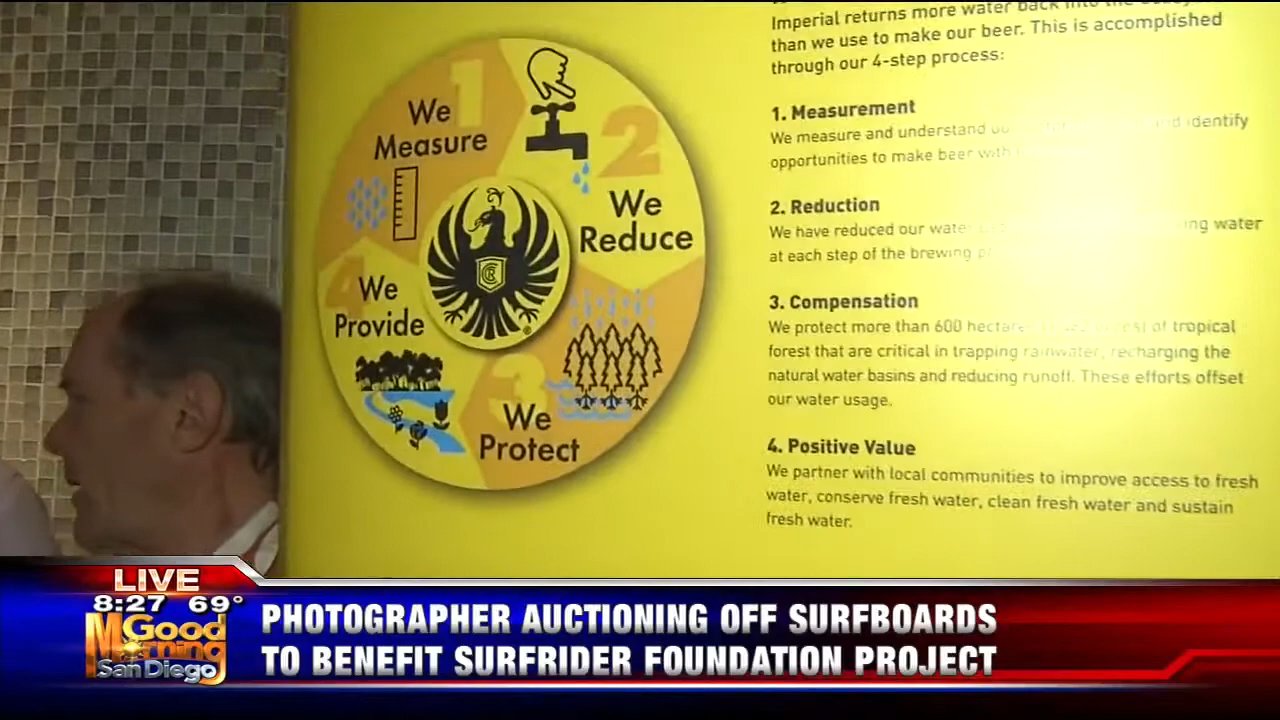 Imperial returns more water back into the
than we use to make our beer. This is accomplished
through our 4-step process:
1. Measurement
We measure and understand and identify
opportunities to make beer with
2. Reduction
We have reduced our water water
at each step of the brewing
3. Compensation
We protect more than 600 hectares of tropical
forest that are critical in trapping rainwater, recharging the
natural water basins and reducing runoff. These efforts offset
our water usage.
4. Positive Value
We partner with local communities to improve access to fresh
water, conserve fresh water, clean fresh water and sustain
fresh water.
1
We
Measure
2
We
Reduce
3
We
Protect
4
We
Provide
®
LIVE
8:27 69°
Good
Morning
San Diego
PHOTOGRAPHER AUCTIONING OFF SURFBOARDS
TO BENEFIT SURFRIDER FOUNDATION PROJECT